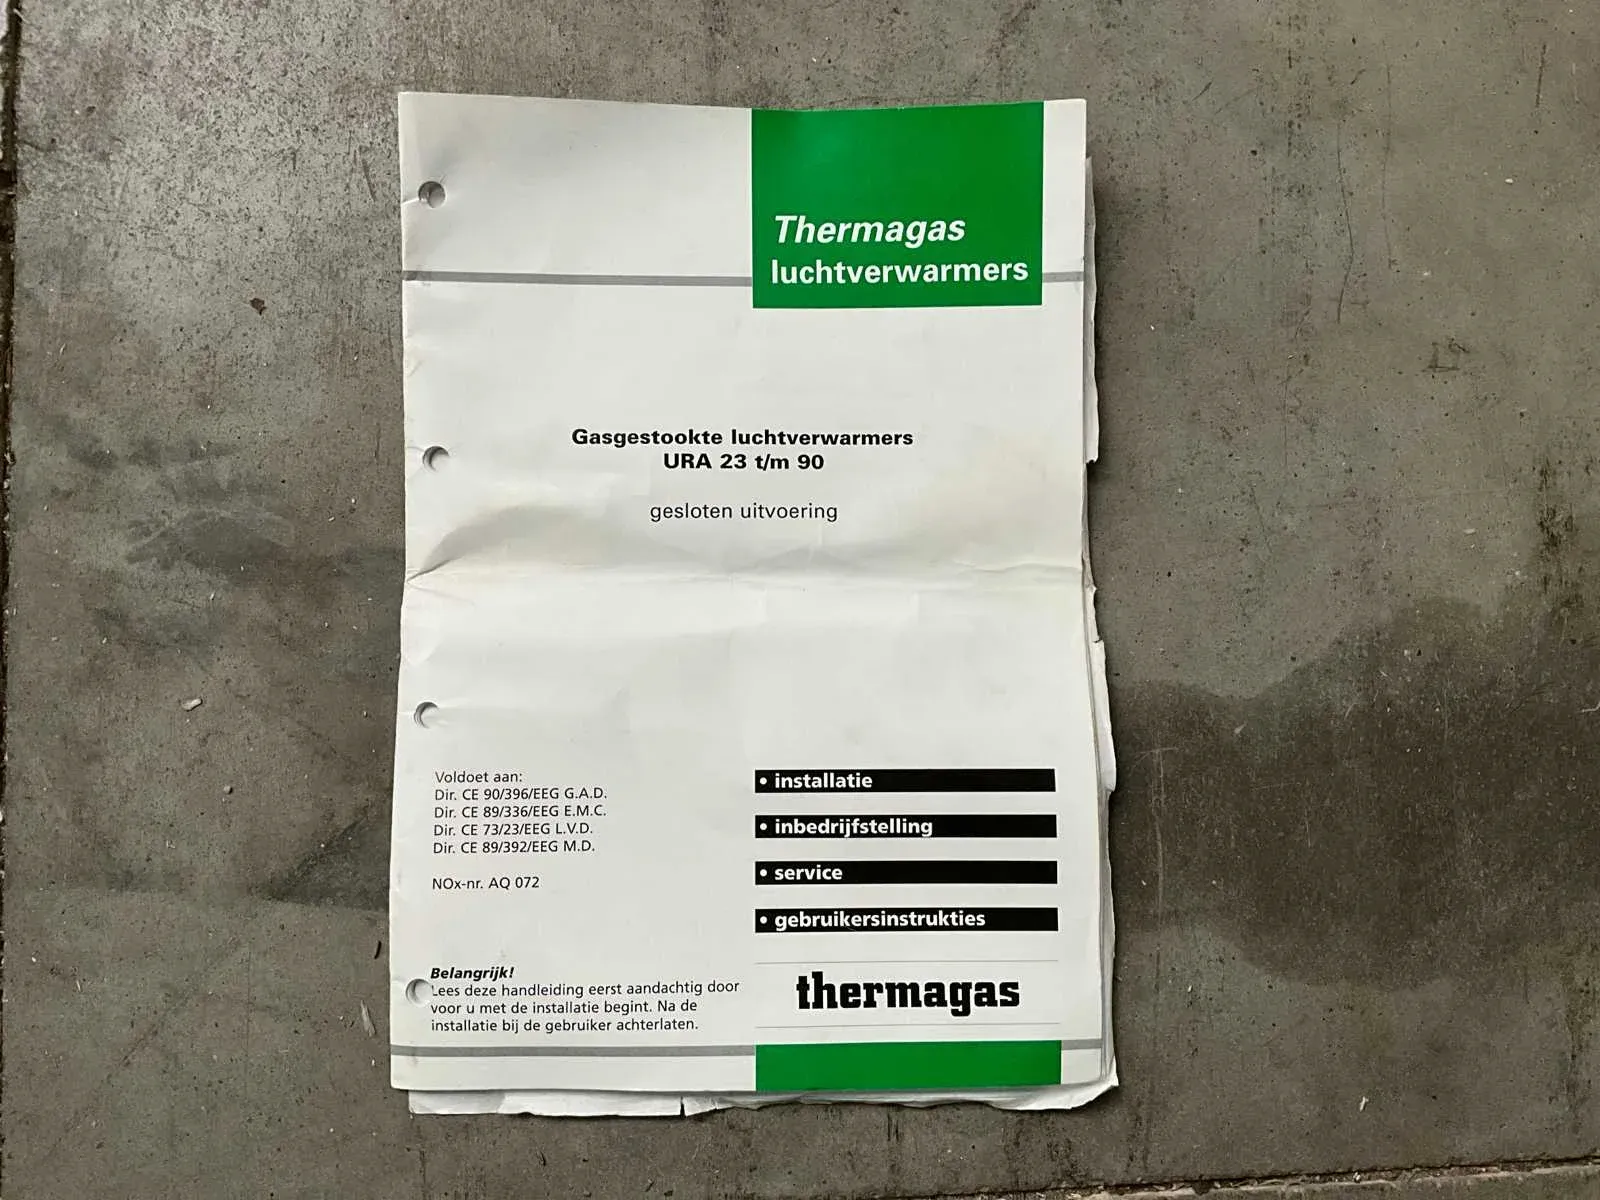 Thermagas
luchtverwarmers
Gasgestookte luchtverwarmers
URA 23 t/m 90
gesloten uitvoering
Voldoet aan:
Dir. CE 90/396/EEG G.A.D.
Dir. CE 89/336/EEG E.M.C.
Dir. CE 73/23/EEG L.V.D.
Dir. CE 89/392/EEG M.D.
NOx-nr. AQ 072
Belangrijk!
Lees deze handleiding eerst aandachtig door
voor u met de installatie begint. Na de
installatie bij de gebruiker achterlaten.
• installatie
• inbedrijfstelling
• service
• gebruikersinstrukties
thermagas